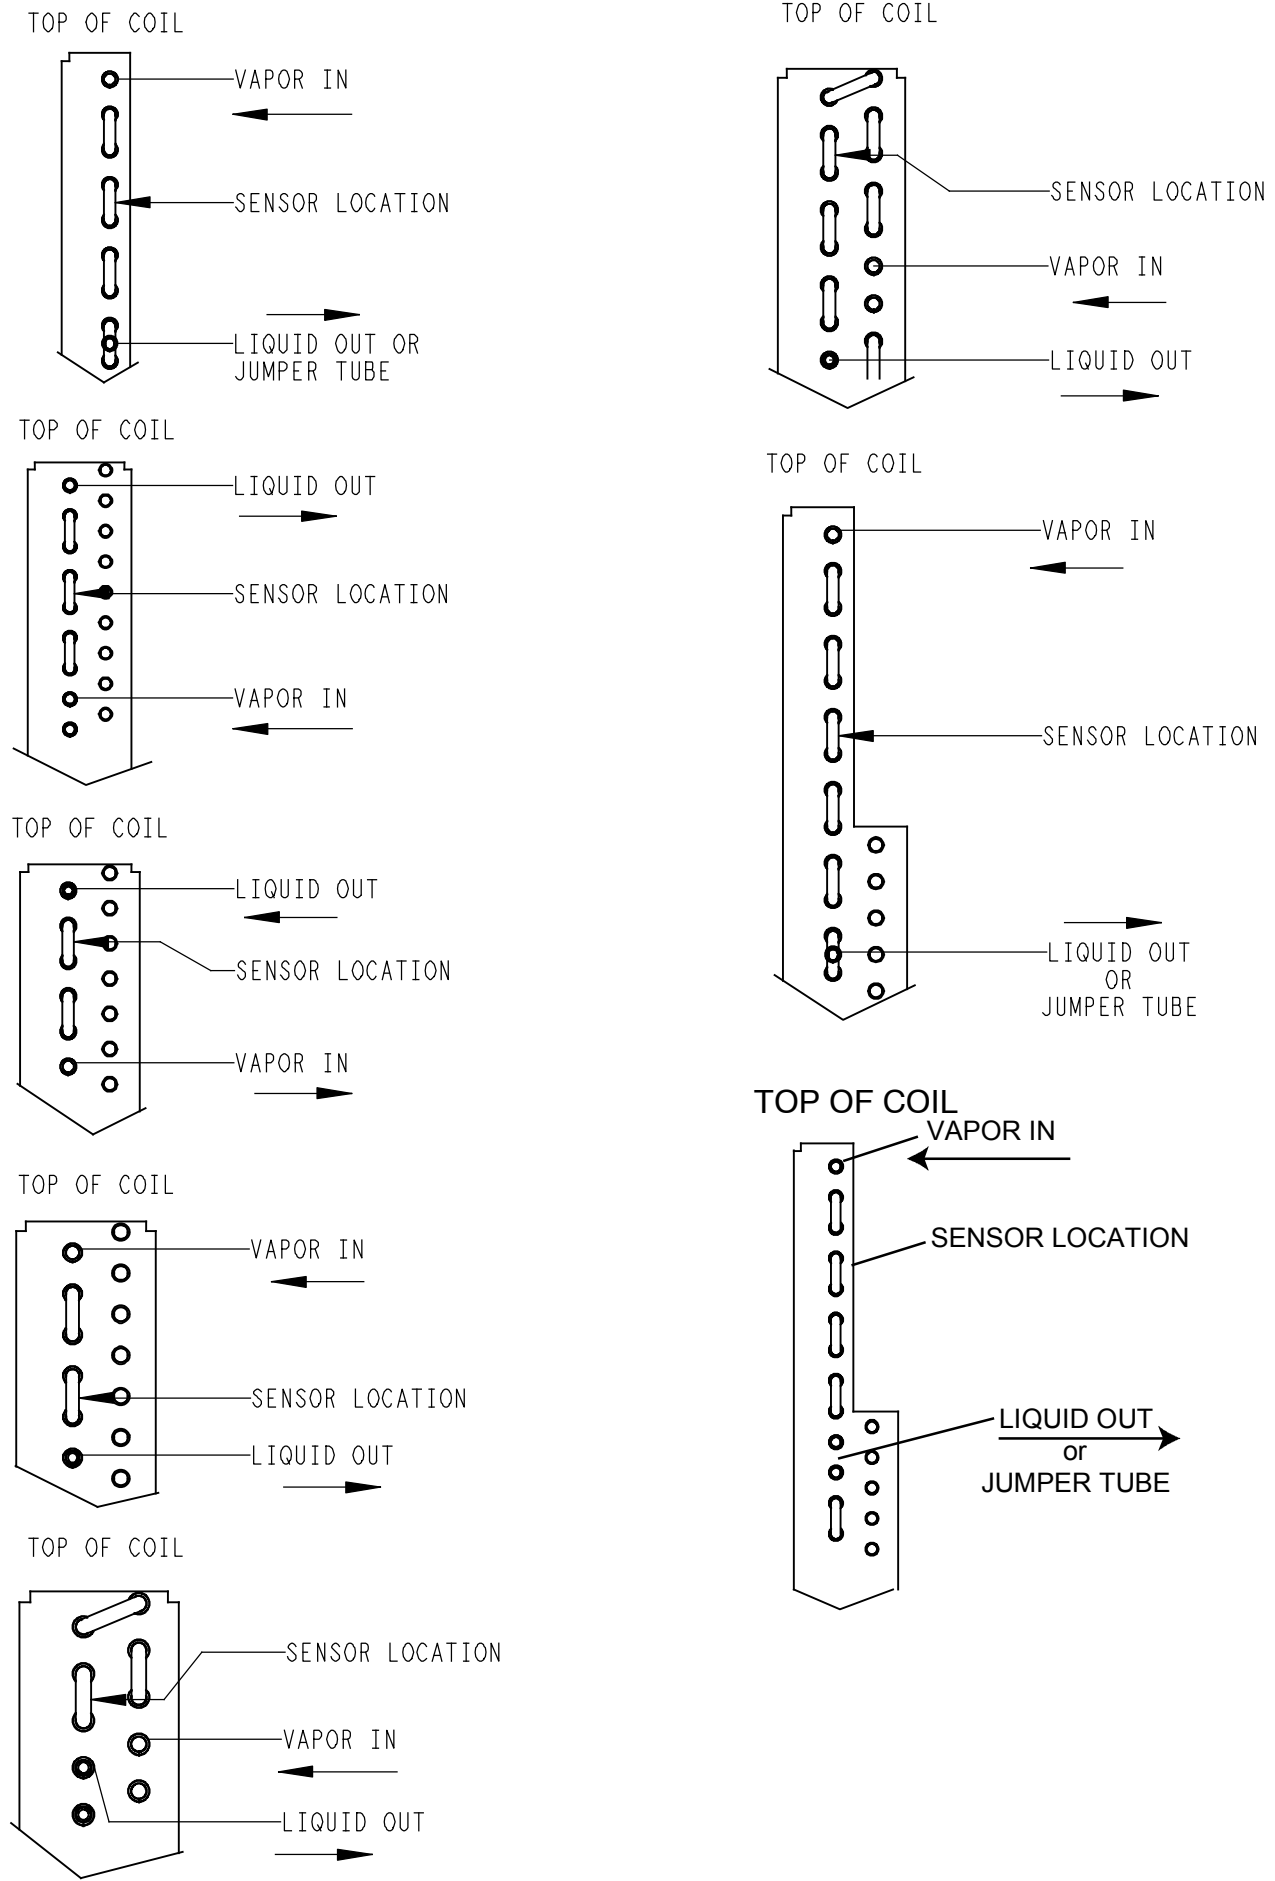 TOP OF COIL
VAPOR IN
SENSOR LOCATION
LIQUID OUT OR
JUMPER TUBE
TOP OF COIL
LIQUID OUT
SENSOR LOCATION
VAPOR IN
TOP OF COIL
LIQUID OUT
SENSOR LOCATION
VAPOR IN
TOP OF COIL
VAPOR IN
SENSOR LOCATION
LIQUID OUT
TOP OF COIL
SENSOR LOCATION
VAPOR IN
LIQUID OUT
TOP OF COIL
SENSOR LOCATION
VAPOR IN
LIQUID OUT
TOP OF COIL
VAPOR IN
SENSOR LOCATION
LIQUID OUT
OR
JUMPER TUBE
TOP OF COIL
VAPOR IN
SENSOR LOCATION
LIQUID OUT
or
JUMPER TUBE